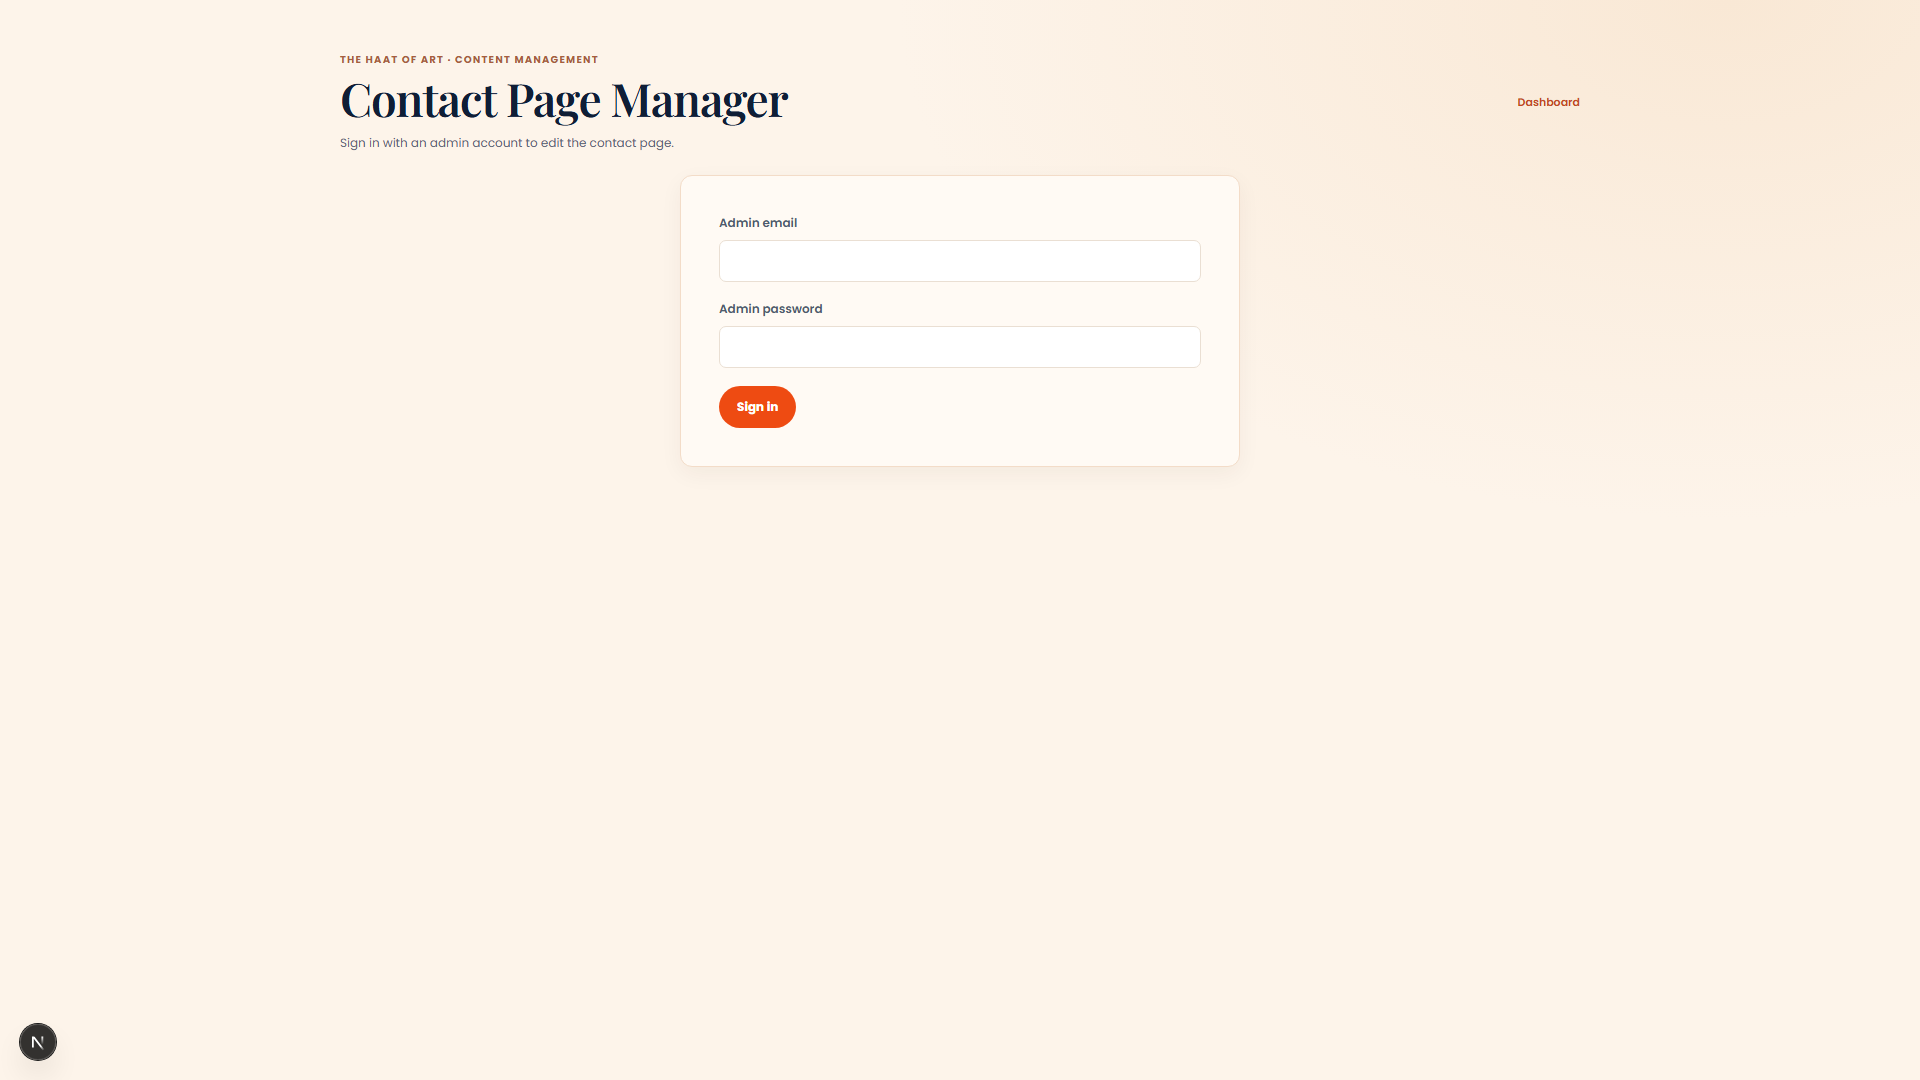 THE HAAT OF ART · CONTENT MANAGEMENT
Contact Page Manager
Dashboard
Sign in with an admin account to edit the contact page.
Admin email
Admin password
Sign in
N